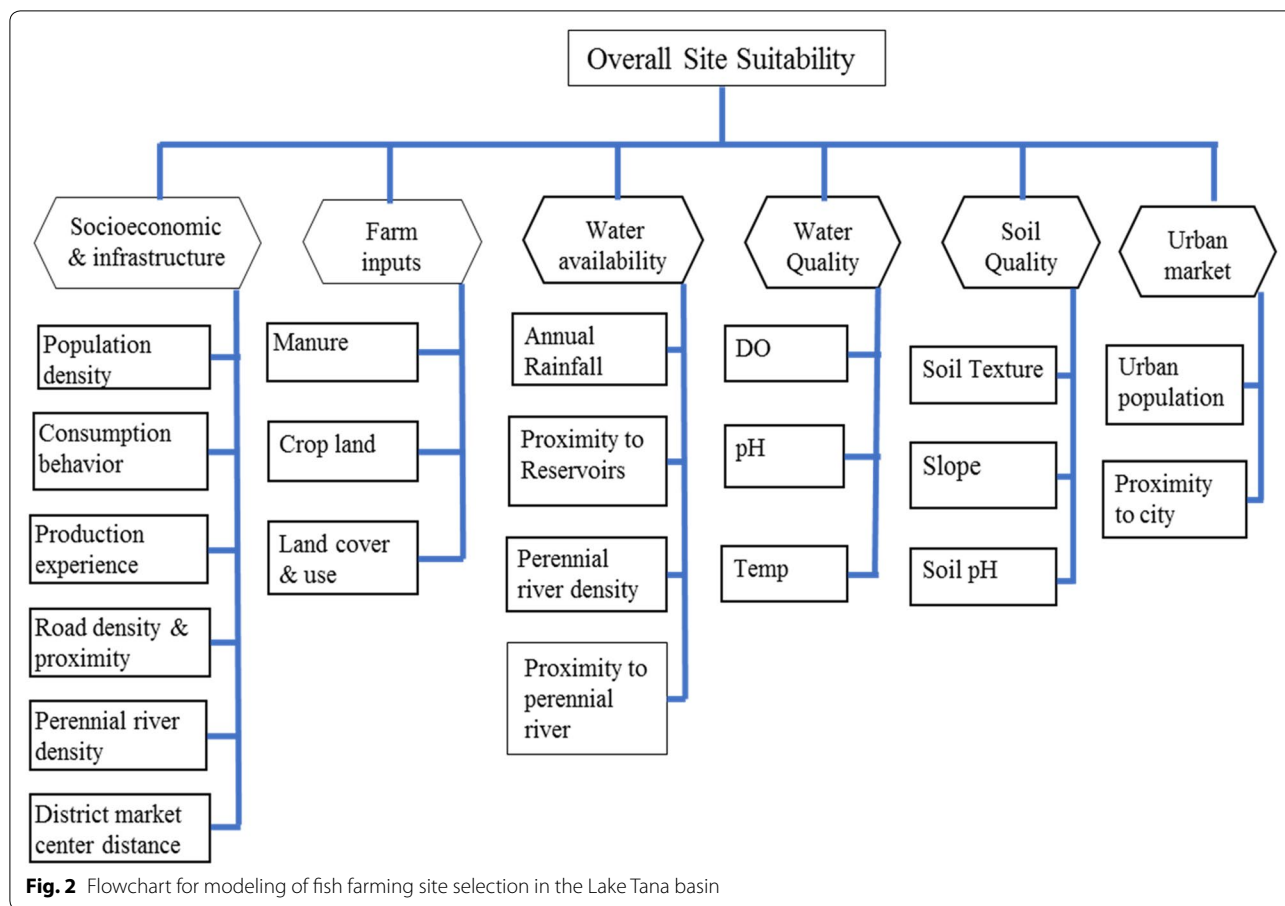 Overall Site Suitability
Socioeconomic
& infrastructure
Population
density
Consumption
behavior
Production
experience
Road density &
proximity
Perennial river
density
District market
center distance
Farm
inputs
Manure
Crop land
Land cover
& use
Water
availability
Annual
Rainfall
Proximity to
Reservoirs
Perennial
river density
Proximity to
perennial
river
Water
Quality
DO
pH
Temp
Soil
Quality
Soil Texture
Slope
Soil pH
Urban
market
Urban
population
Proximity
to city
Fig. 2 Flowchart for modeling of fish farming site selection in the Lake Tana basin